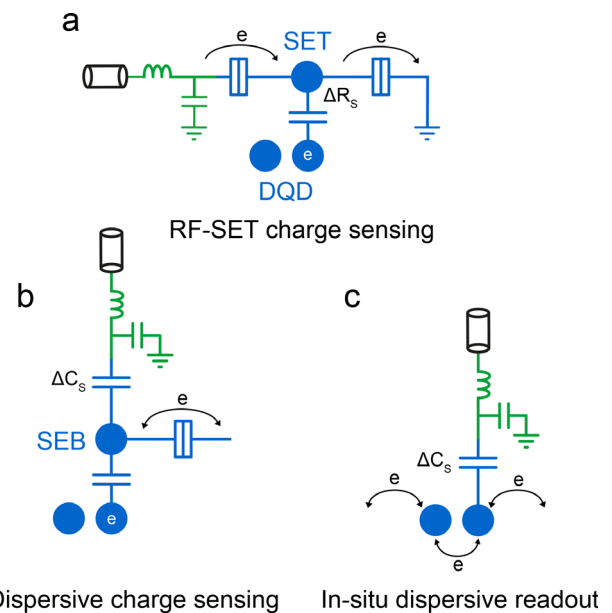 a
e
SET
e
ΔRs
e
DQD
RF-SET charge sensing
b
ΔCs
e
SEB
e
c
ΔCs
e
e
e
Dispersive charge sensing
In-situ dispersive readout